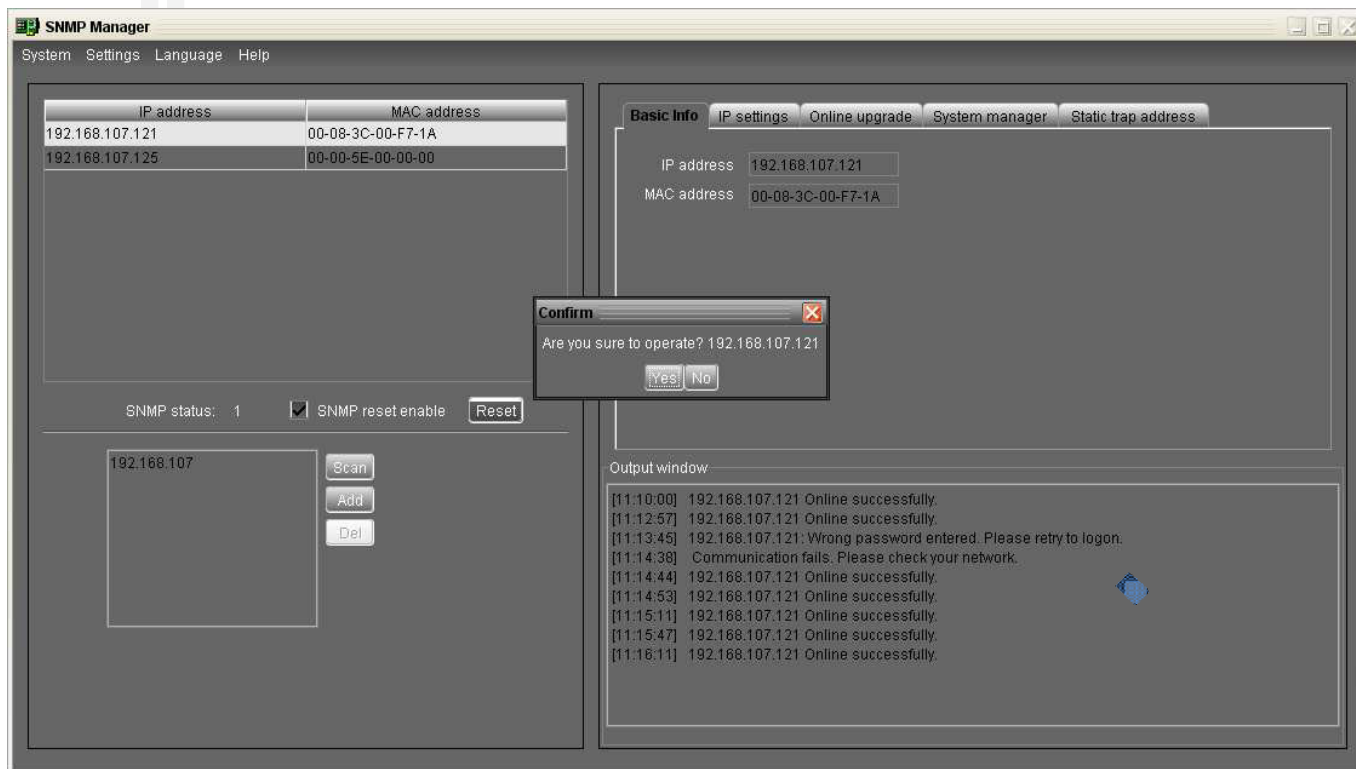 SNMP Manager
System Settings Language Help
IP address MAC address
192.168.107.121 00-08-3C-00-F7-1A
192.168.107.125 00-00-5E-00-00-00
SNMP status: 1 SNMP reset enable Reset
192.168.107
Scan
Add
Del
Basic Info IP settings Online upgrade System manager Static trap address
IP address 192.168.107.121
MAC address 00-08-3C-00-F7-1A
Confirm
Are you sure to operate? 192.168.107.121
Yes No
Output window
[11:10:00] 192.168.107.121 Online successfully.
[11:12:57] 192.168.107.121 Online successfully.
[11:13:45] 192.168.107.121: Wrong password entered. Please retry to logon.
[11:14:38] Communication fails. Please check your network.
[11:14:44] 192.168.107.121 Online successfully.
[11:14:53] 192.168.107.121 Online successfully.
[11:15:11] 192.168.107.121 Online successfully.
[11:15:47] 192.168.107.121 Online successfully.
[11:16:11] 192.168.107.121 Online successfully.